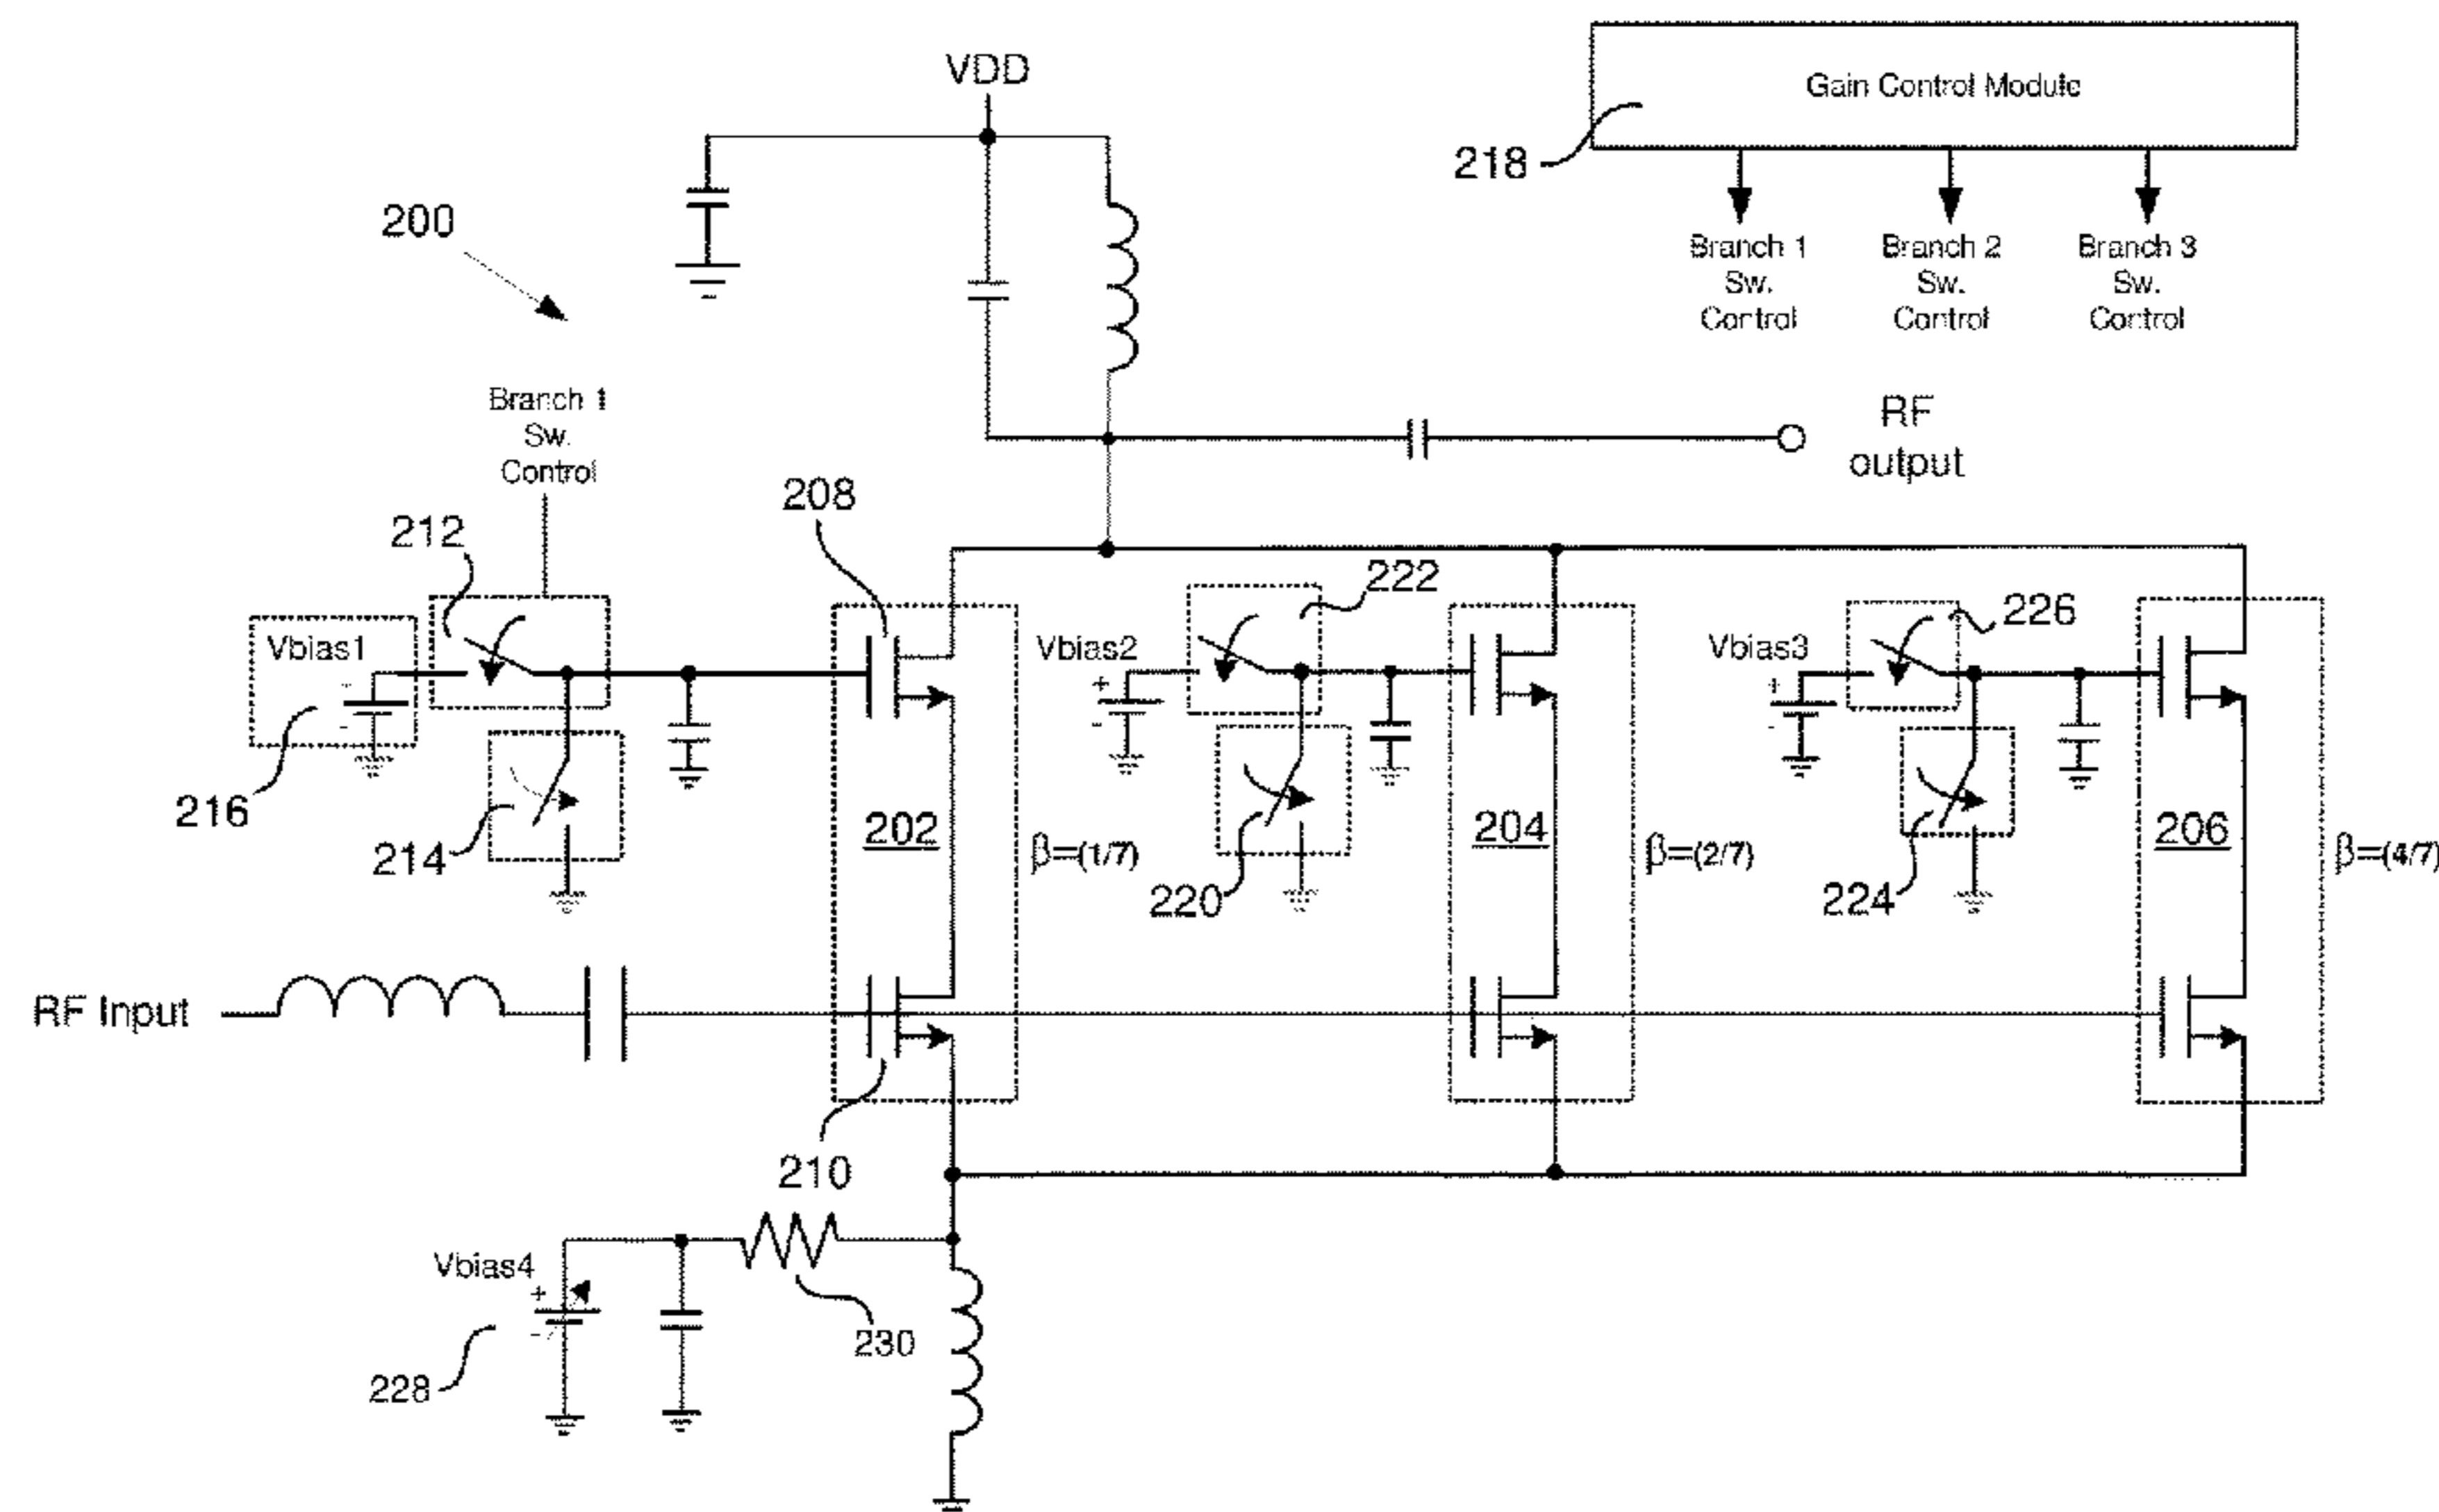 VDD
Gain Control Module
218
200
Branch 1
Sw.
Control
Branch 2
Sw.
Control
Branch 3
Sw.
Control
Branch 1
Sw.
Control
RF
output
208
212
222
226
Vbias1
+
-
Vbias2
+
-
Vbias3
+
-
216
214
202
β=(1/7)
220
204
β=(2/7)
224
206
β=(4/7)
RF Input
210
Vbias4
+
-
230
228